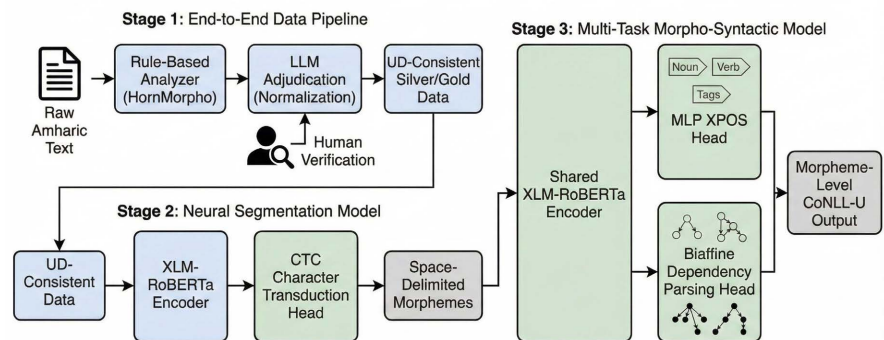 Stage 1: End-to-End Data Pipeline
Raw
Amharic
Text
Rule-Based
Analyzer
(HornMorpho)
LLM
Adjudication
(Normalization)
UD-Consistent
Silver/Gold
Data
Human
Verification
Stage 2: Neural Segmentation Model
UD-
Consistent
Data
XLM-
RoBERTa
Encoder
CTC
Character
Transduction
Head
Space-
Delimited
Morphemes
Stage 3: Multi-Task Morpho-Syntactic Model
Shared
XLM-RoBERTa
Encoder
Noun
Verb
Tags
MLP XPOS
Head
Biaffine
Dependency
Parsing Head
Morpheme-
Level
CoNLL-U
Output